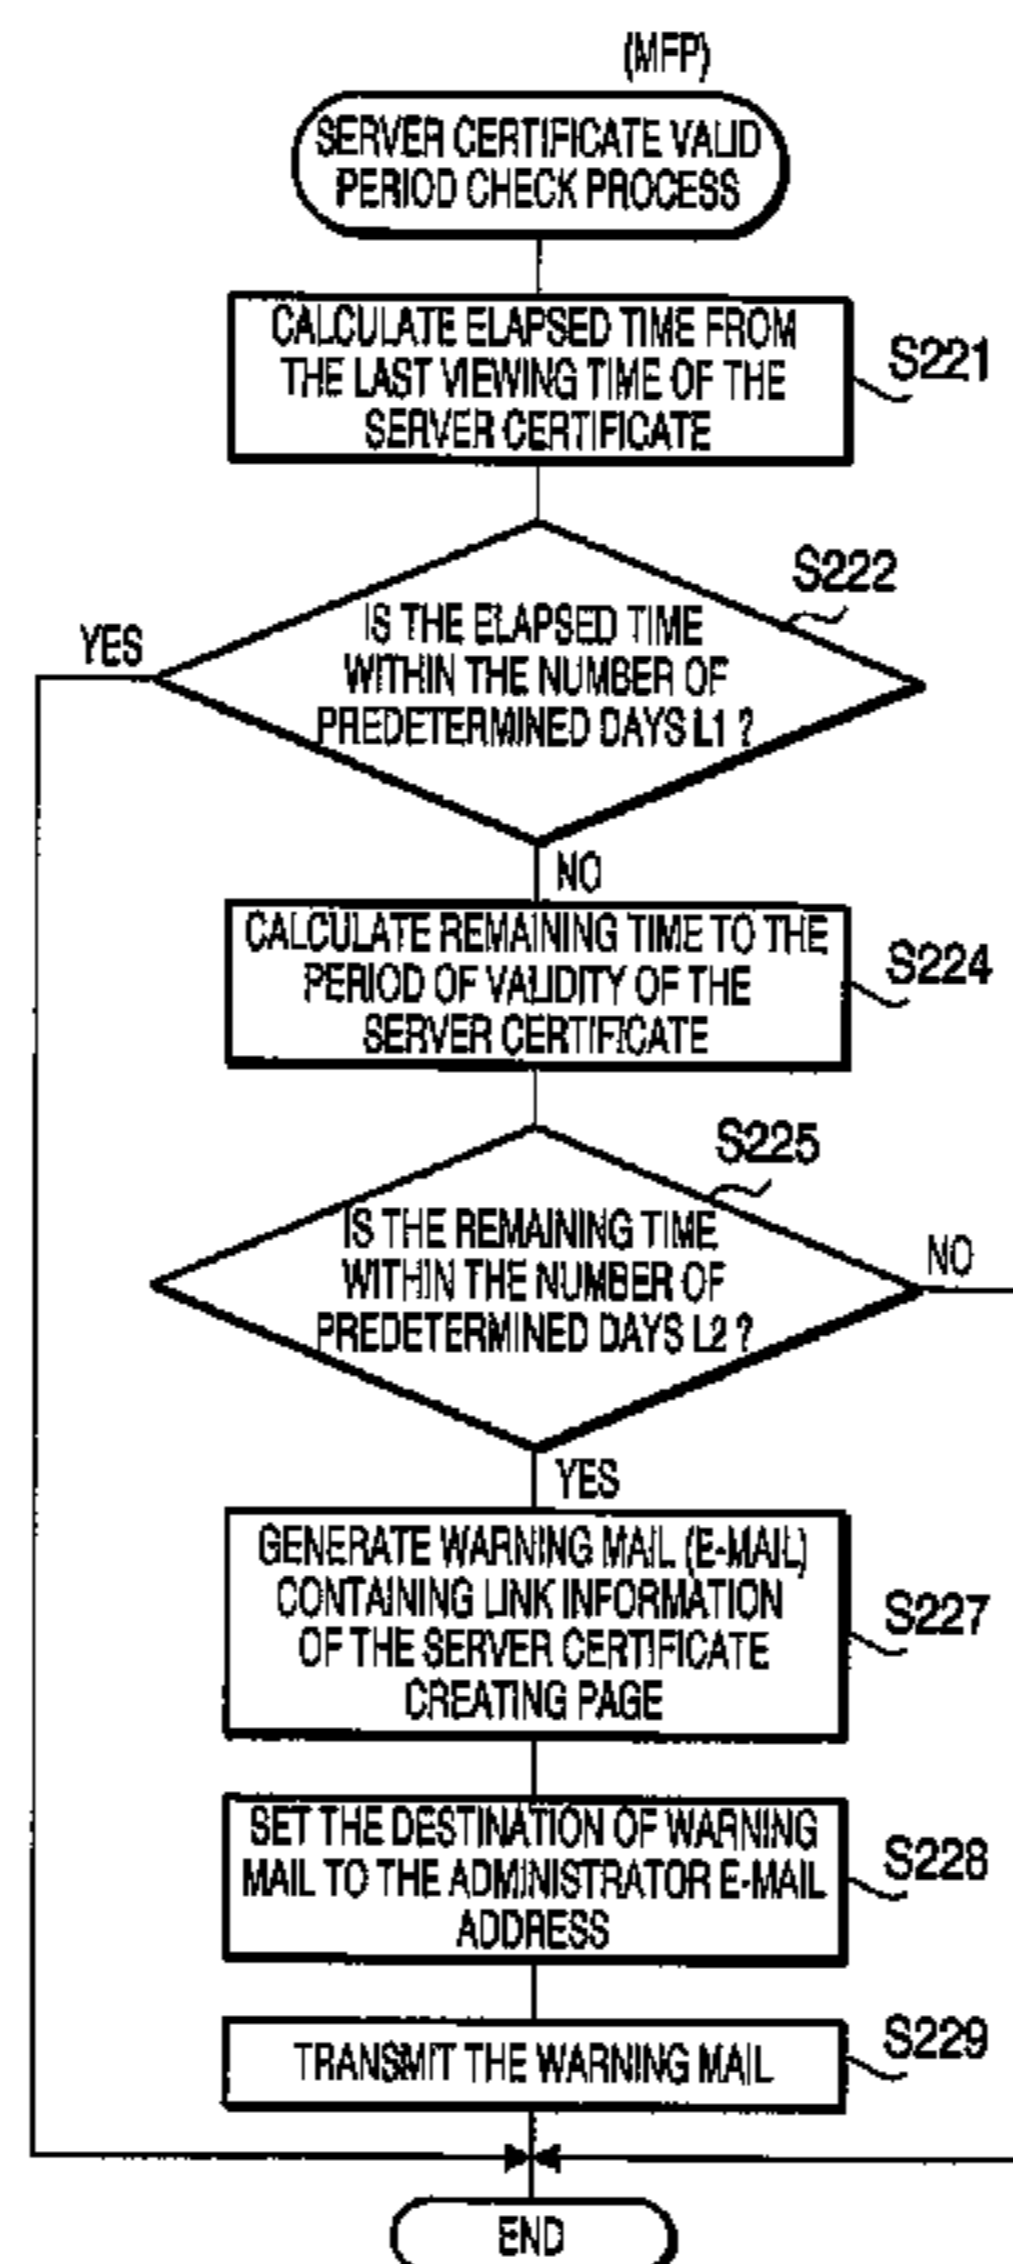 (MFP)
SERVER CERTIFICATE VALID
PERIOD CHECK PROCESS
CALCULATE ELAPSED TIME FROM
THE LAST VIEWING TIME OF THE
SERVER CERTIFICATE
S221
S222
IS THE ELAPSED TIME
WITHIN THE NUMBER OF
PREDETERMINED DAYS L1 ?
YES
NO
CALCULATE REMAINING TIME TO THE
PERIOD OF VALIDITY OF THE
SERVER CERTIFICATE
S224
S225
IS THE REMAINING TIME
WITHIN THE NUMBER OF
PREDETERMINED DAYS L2 ?
NO
YES
GENERATE WARNING MAIL (E-MAIL)
CONTAINING LINK INFORMATION
OF THE SERVER CERTIFICATE
CREATING PAGE
S227
SET THE DESTINATION OF WARNING
MAIL TO THE ADMINISTRATOR E-MAIL
ADDRESS
S228
TRANSMIT THE WARNING MAIL
S229
END